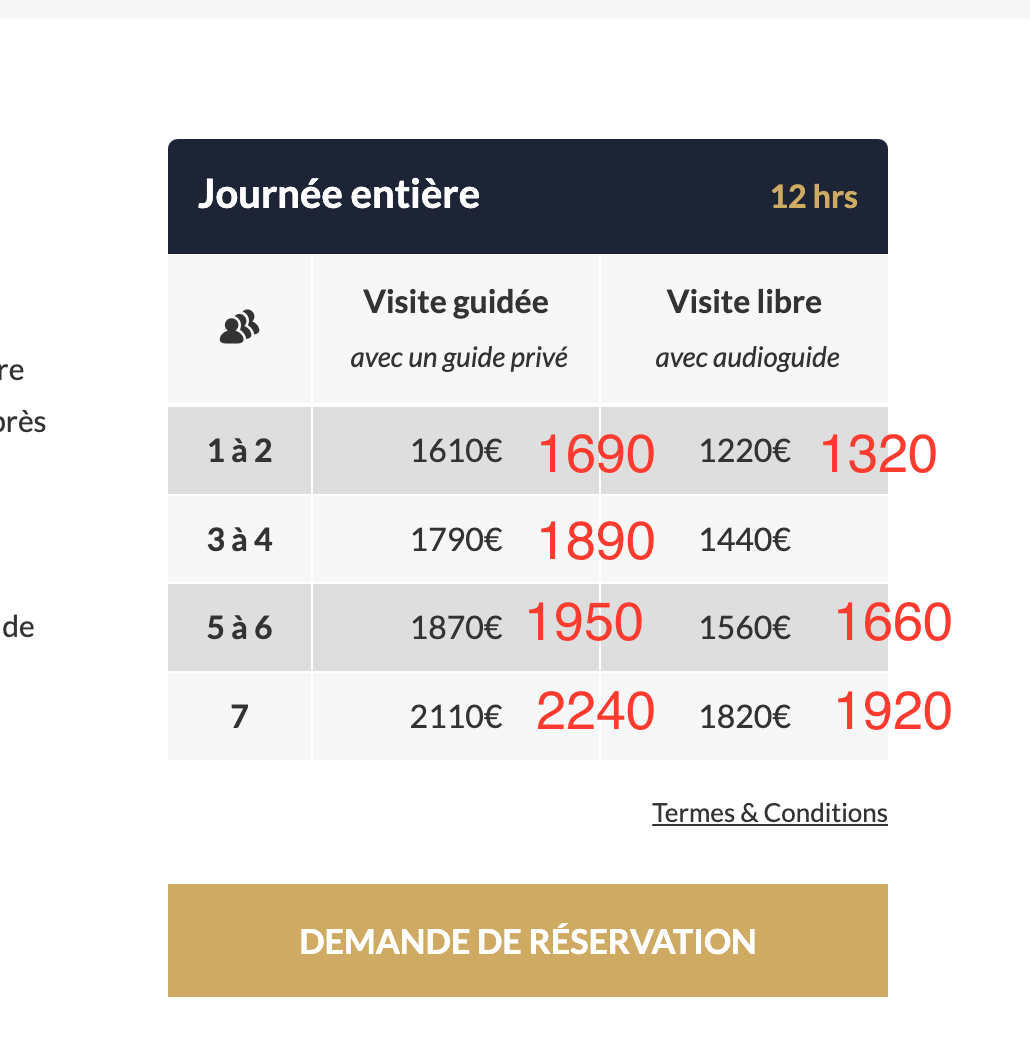 Journée entière 12 hrs
Visite guidée Visite libre
avec un guide privé avec audioguide
re
près
1 à 2 1610€ 1690 1220€ 1320
3 à 4 1790€ 1890 1440€
5 à 6 1870€ 1950 1560€ 1660
de
7 2110€ 2240 1820€ 1920
Termes & Conditions
DEMANDE DE RÉSERVATION